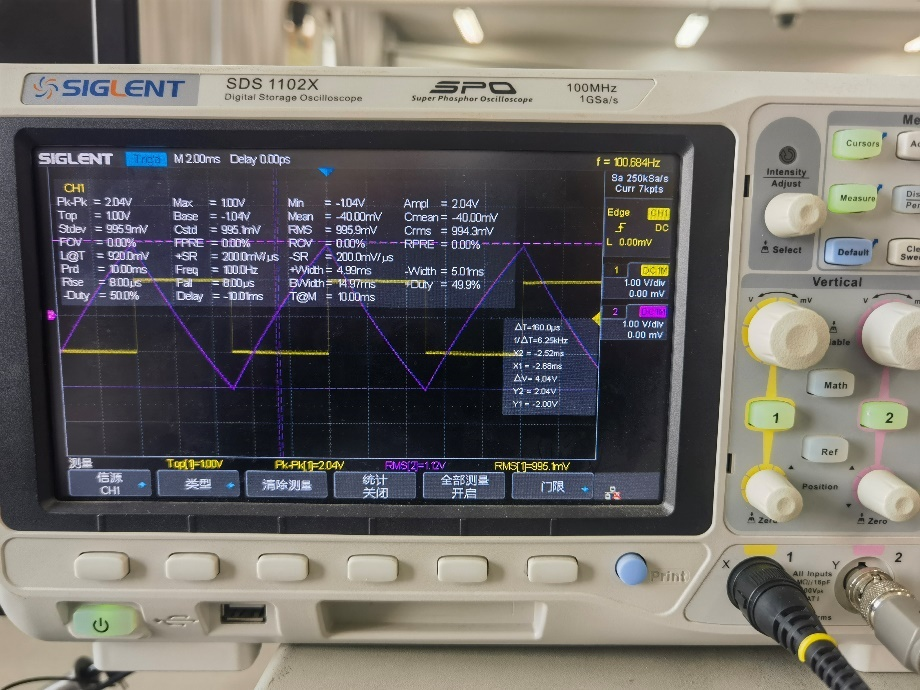 SIGLENT SDS 1102X SPO 100MHz
Digital Storage Oscilloscope Super Phosphor Oscilloscope 1GSa/s
SIGLENT M 2.00ms Delay 0.00ps f = 100.684Hz
Sa 250kSa/s
Curr 7kpts
CH1
Pk-Pk = 2.04V Max = 1.00V Min = -1.04V Ampl = 2.04V
Top = 1.00V Base = -1.04V Mean = -40.00mV Cmean = -40.00mV
Stdev = 995.9mV Cstd = 995.1mV RMS = 995.9mV Crms = 994.3mV
FOV = 0.00% FPRE = 0.00% ROV = 0.00% RPRE = 0.00%
L@T = 920.0mV +SR = 200.0mV/µs -SR = 200.0mV/µs
Prd = 10.00ms Freq = 100.0Hz +Width = 4.99ms -Width = 5.01ms
Rise = 8.00µs Fall = 8.00µs BWidth = 14.97ms +Duty = 49.9%
-Duty = 50.0% Delay = -10.01ms T@M = 10.00ms
Edge CH1
DC
L 0.00mV
1 DC1M
1.00 V/div
0.00 mV
2 DC1M
1.00 V/div
0.00 mV
2
ΔT=160.0µs
1/ΔT=6.25kHz
X2 = -2.52ms
X1 = -2.68ms
ΔV= 4.04V
Y2 = 2.04V
Y1 = -2.00V
测量 Top[1]=1.00V Pk-Pk[1]=2.04V RMS[2]=1.12V RMS[1]=995.1mV
信源
CH1
类型
清除测量
统计
关闭
全部测量
开启
门限
Intensity
Adjust
Select
Cursors
Measure
Default
Vertical
V mV V mV
Math
1
2
Ref
Position
Zero
Zero
Print
X 1 Y 2
All Inputs